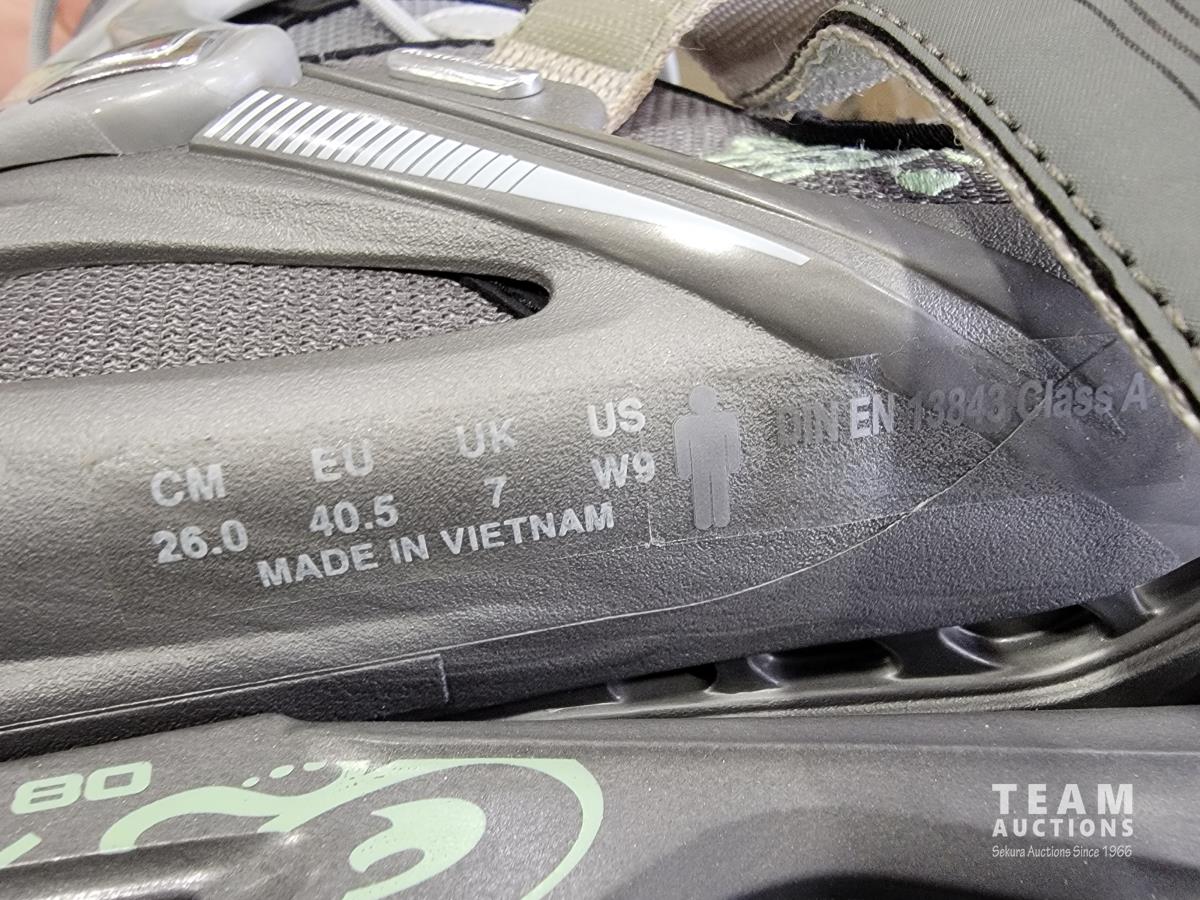 CM EU UK US
26.0 40.5 7 W9
MADE IN VIETNAM
DIN EN 13843 Class A
80
TEAM
AUCTIONS
Sekura Auctions Since 1966